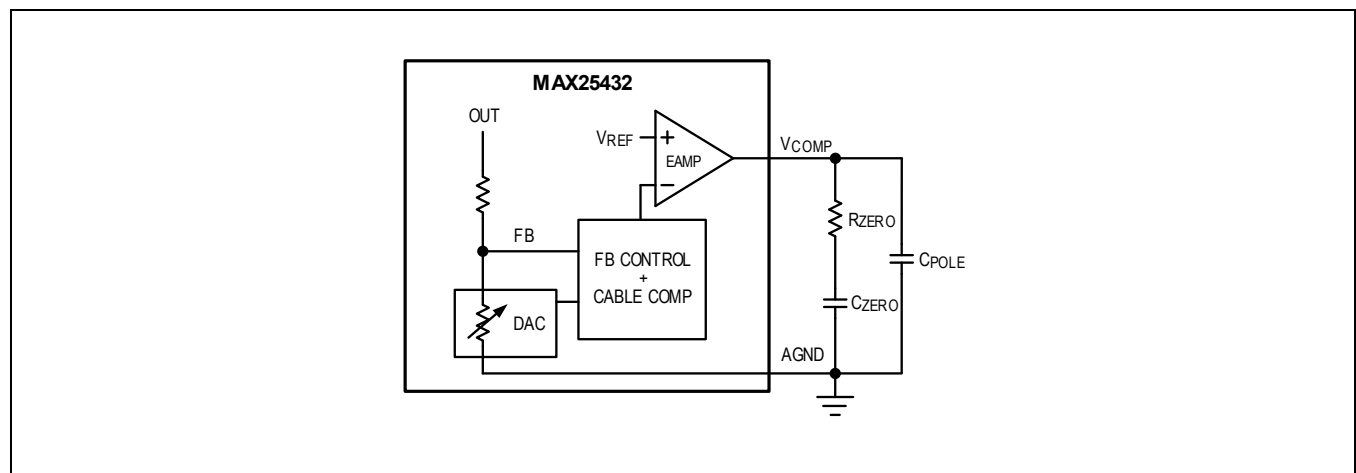 MAX25432
OUT
VREF
+
EAMP
−
VCOMP
RZERO
FB
FB CONTROL
+
CABLE COMP
CPOLE
CZERO
DAC
AGND